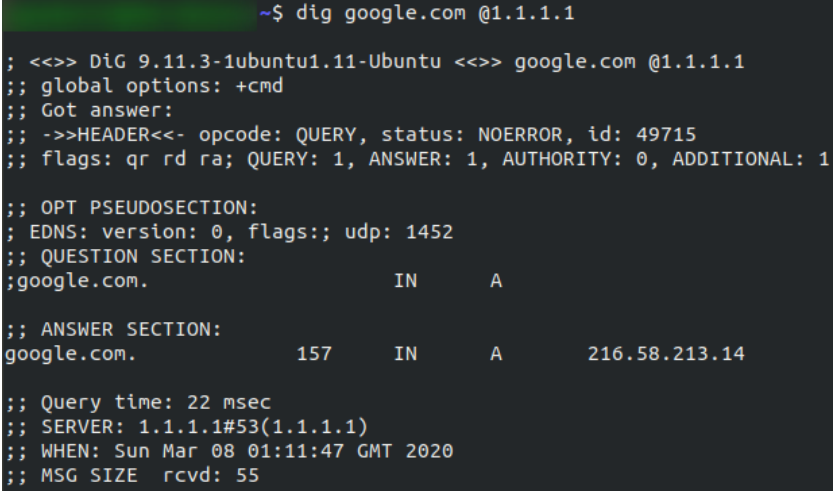 ~$ dig google.com @1.1.1.1
; <<>> DiG 9.11.3-1ubuntu1.11-Ubuntu <<>> google.com @1.1.1.1
;; global options: +cmd
;; Got answer:
;; ->>HEADER<<- opcode: QUERY, status: NOERROR, id: 49715
;; flags: qr rd ra; QUERY: 1, ANSWER: 1, AUTHORITY: 0, ADDITIONAL: 1
;; OPT PSEUDOSECTION:
; EDNS: version: 0, flags:; udp: 1452
;; QUESTION SECTION:
;google.com. IN A
;; ANSWER SECTION:
google.com. 157 IN A 216.58.213.14
;; Query time: 22 msec
;; SERVER: 1.1.1.1#53(1.1.1.1)
;; WHEN: Sun Mar 08 01:11:47 GMT 2020
;; MSG SIZE rcvd: 55